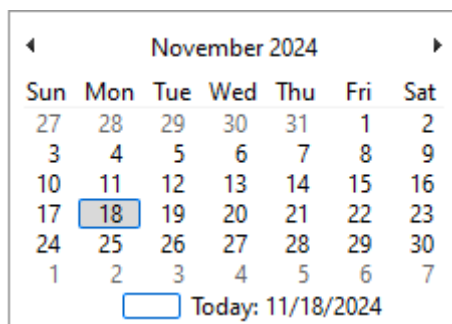 November 2024
Sun Mon Tue Wed Thu Fri Sat
27 28 29 30 31 1 2
3 4 5 6 7 8 9
10 11 12 13 14 15 16
17 18 19 20 21 22 23
24 25 26 27 28 29 30
1 2 3 4 5 6 7
Today: 11/18/2024